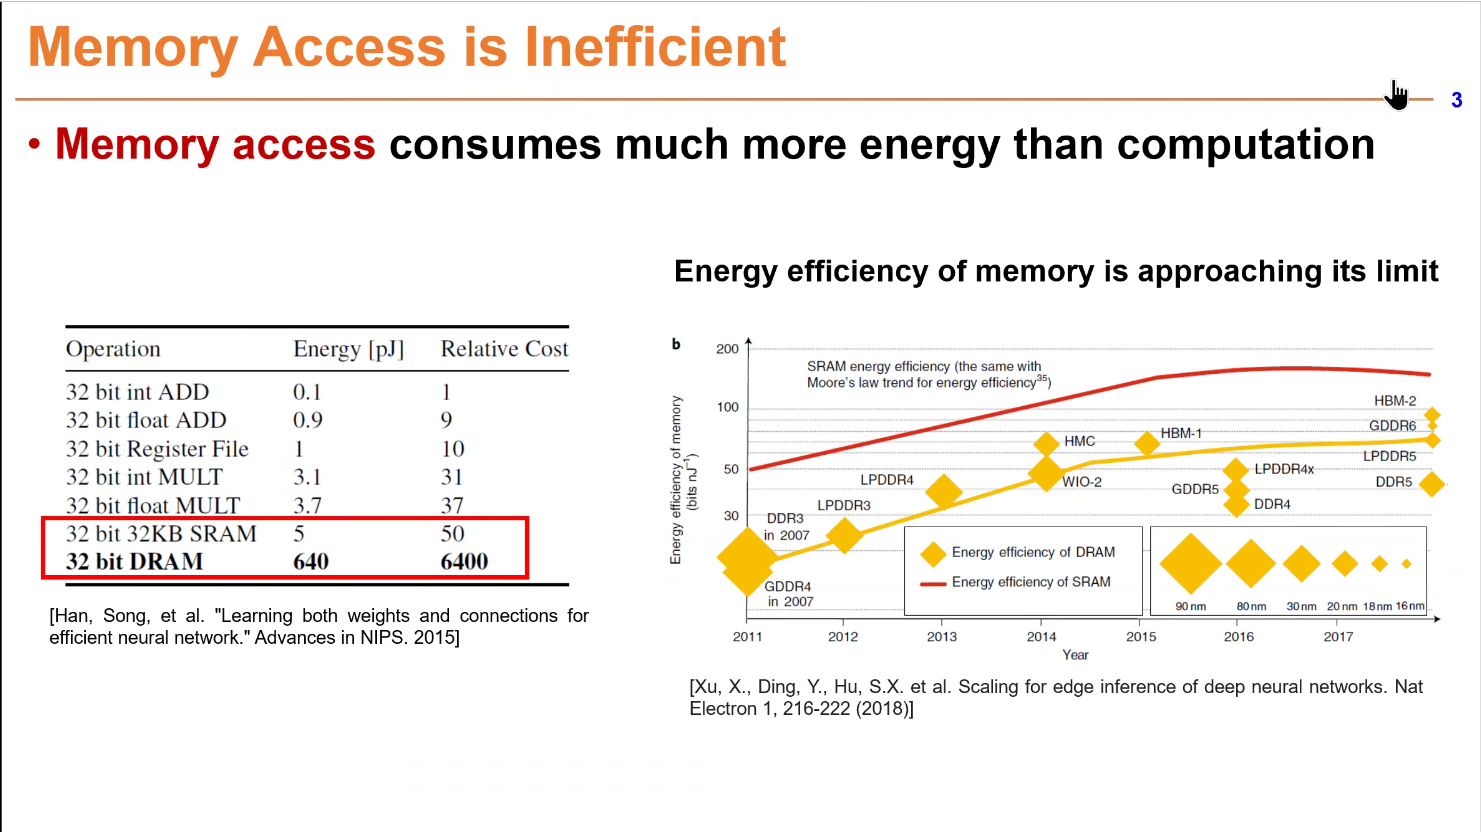 Memory Access is Inefficient
3
• Memory access consumes much more energy than computation
Energy efficiency of memory is approaching its limit
Operation Energy [pJ] Relative Cost
32 bit int ADD 0.1 1
32 bit float ADD 0.9 9
32 bit Register File 1 10
32 bit int MULT 3.1 31
32 bit float MULT 3.7 37
32 bit 32KB SRAM 5 50
32 bit DRAM 640 6400
[Han, Song, et al. "Learning both weights and connections for
efficient neural network." Advances in NIPS. 2015]
b
Energy efficiency of memory
(bits nJ⁻¹)
200
100
50
30
SRAM energy efficiency (the same with
Moore's law trend for energy efficiency³⁵)
HBM-2
GDDR6
HMC
HBM-1
LPDDR5
LPDDR4
WIO-2
LPDDR4x
GDDR5
DDR5
LPDDR3
DDR4
DDR3
in 2007
GDDR4
in 2007
Energy efficiency of DRAM
Energy efficiency of SRAM
90 nm 80 nm 30 nm 20 nm 18 nm 16 nm
2011 2012 2013 2014 2015 2016 2017
Year
[Xu, X., Ding, Y., Hu, S.X. et al. Scaling for edge inference of deep neural networks. Nat
Electron 1, 216-222 (2018)]